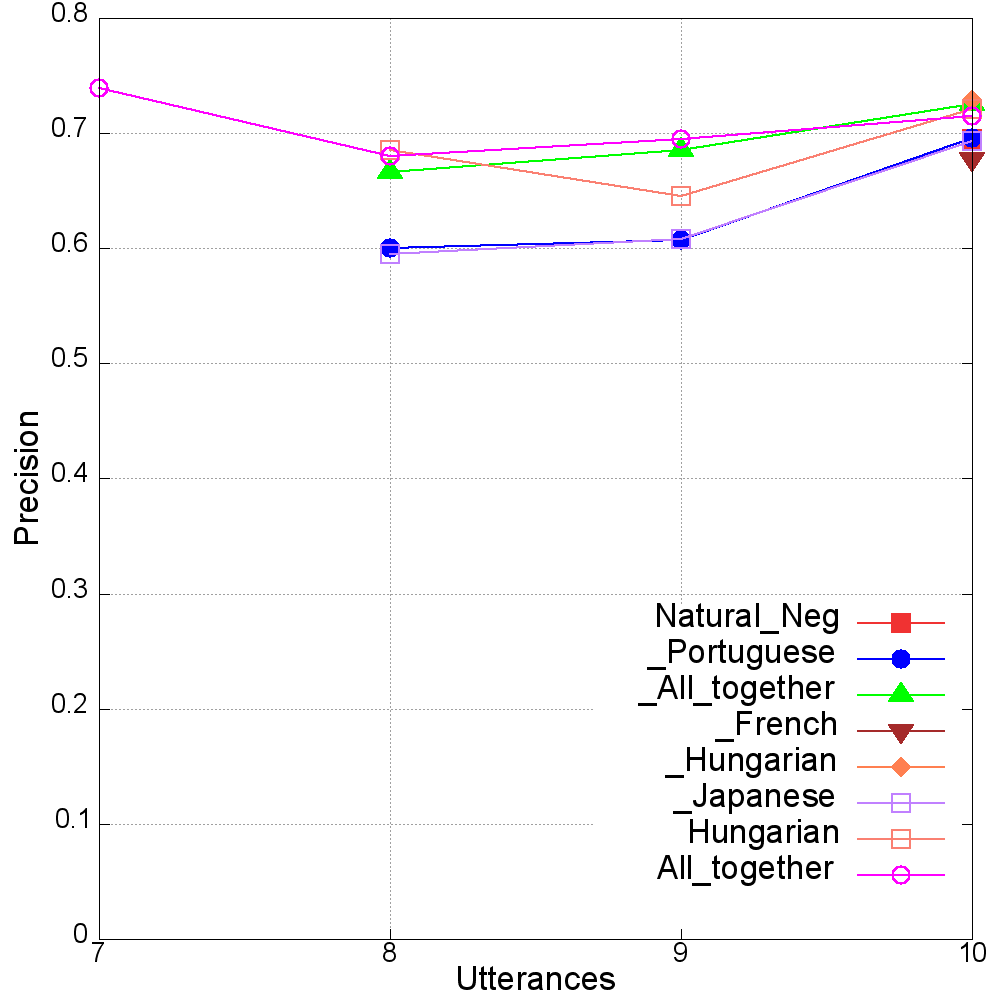 0.8
0.7
0.6
0.5
0.4
0.3
0.2
0.1
0
Precision
Natural_Neg
_Portuguese
_All_together
_French
_Hungarian
_Japanese
Hungarian
All_together
7 8 9 10
Utterances